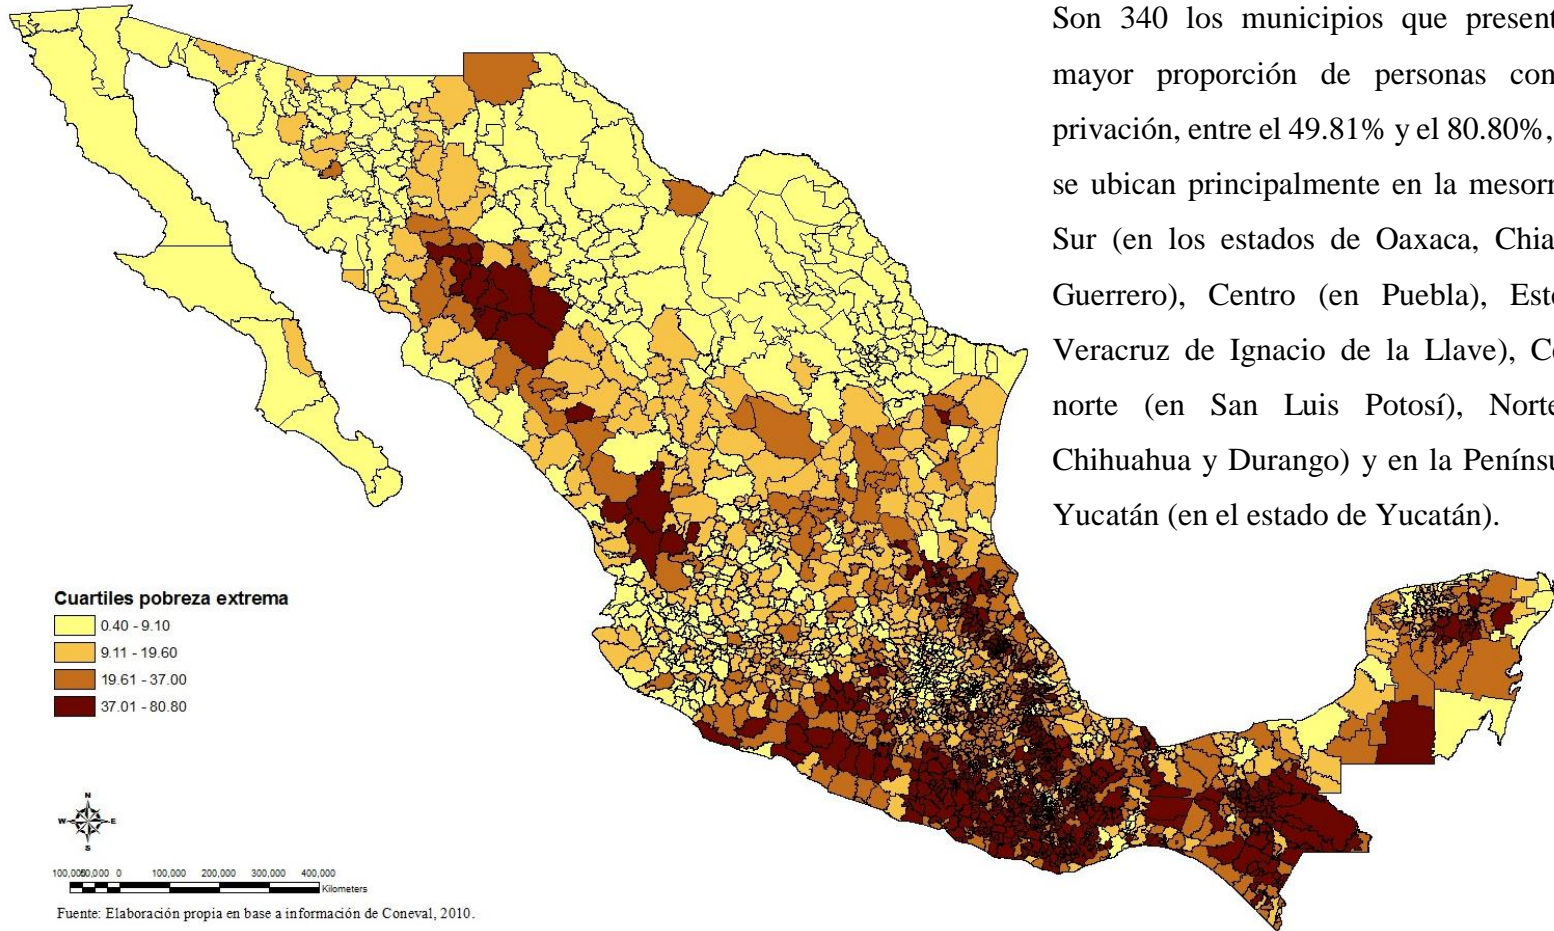 Son 340 los municipios que present
mayor proporción de personas con
privación, entre el 49.81% y el 80.80%,
se ubican principalmente en la mesorr
Sur (en los estados de Oaxaca, Chia
Guerrero), Centro (en Puebla), Este
Veracruz de Ignacio de la Llave), Ce
norte (en San Luis Potosí), Norte
Chihuahua y Durango) y en la Penínsu
Yucatán (en el estado de Yucatán).
Cuartiles pobreza extrema
0.40 - 9.10
9.11 - 19.60
19.61 - 37.00
37.01 - 80.80
N
W E
S
0 100,000 200,000 300,000 400,000
Kilometers
Fuente: Elaboración propia en base a información de Coneval, 2010.